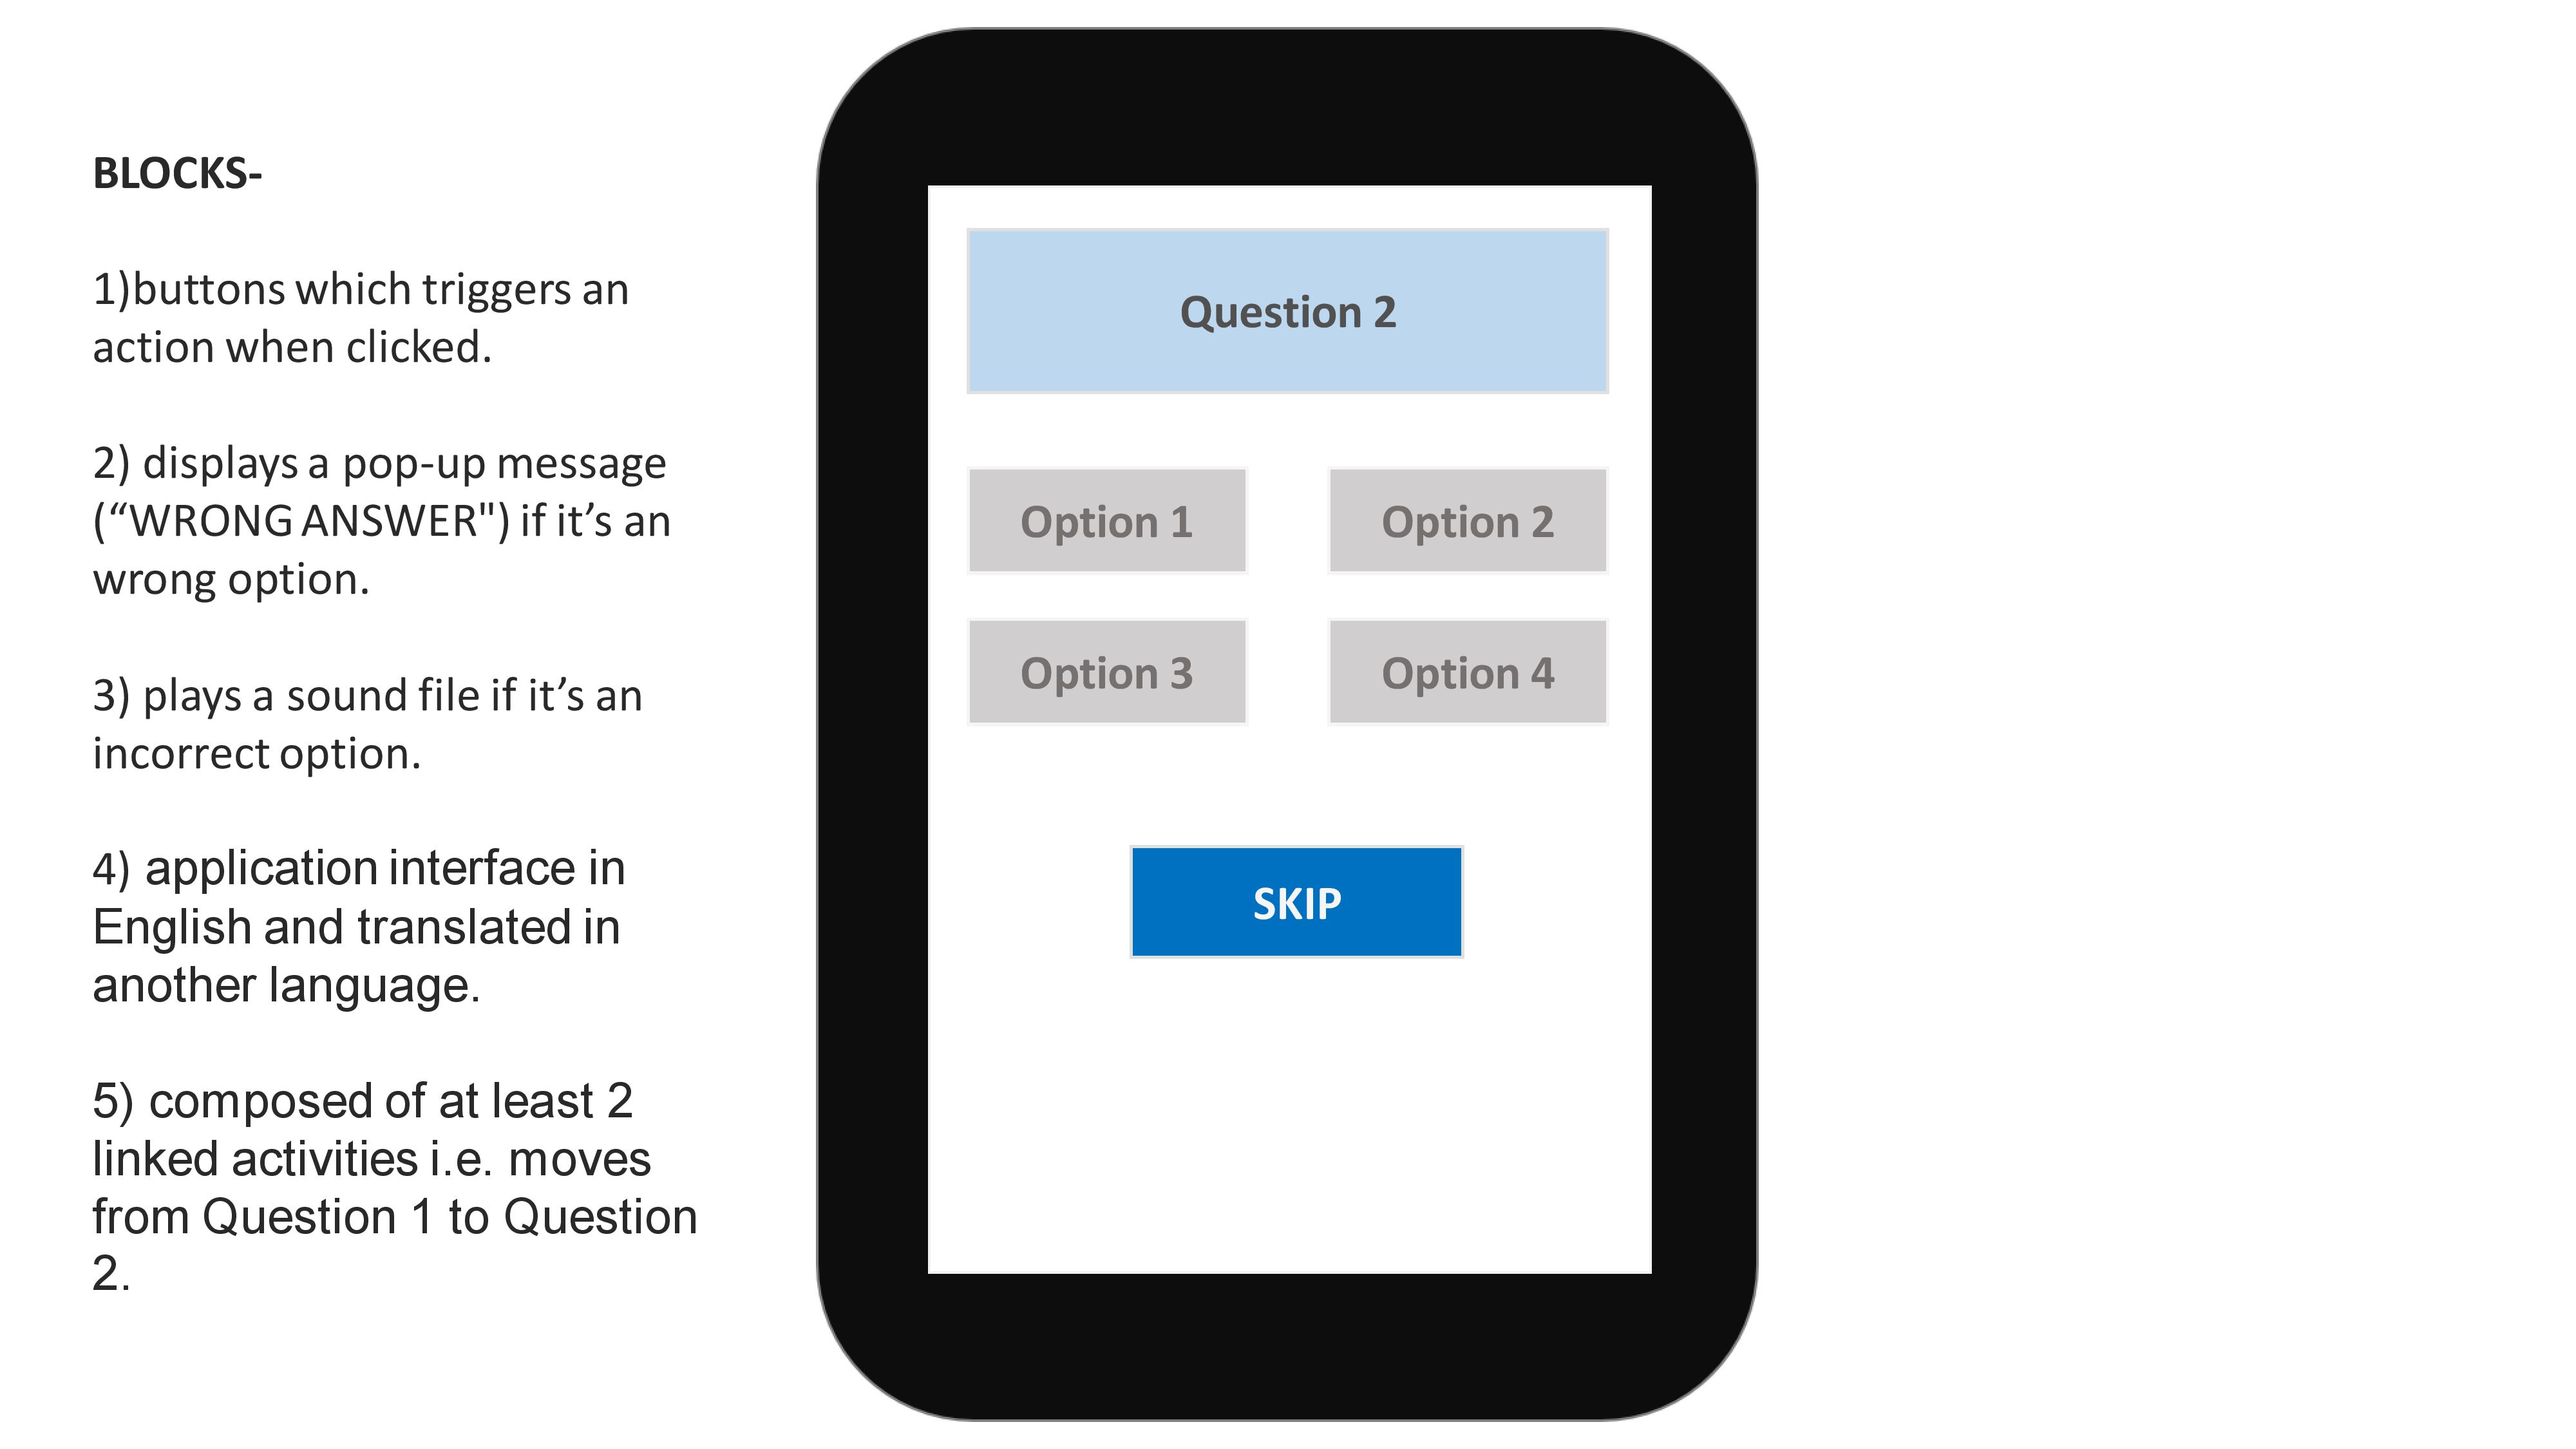 BLOCKS-
1)buttons which triggers an
action when clicked.
2) displays a pop-up message
(“WRONG ANSWER") if it’s an
wrong option.
3) plays a sound file if it’s an
incorrect option.
4) application interface in
English and translated in
another language.
5) composed of at least 2
linked activities i.e. moves
from Question 1 to Question
2.
Question 2
Option 1
Option 2
Option 3
Option 4
SKIP